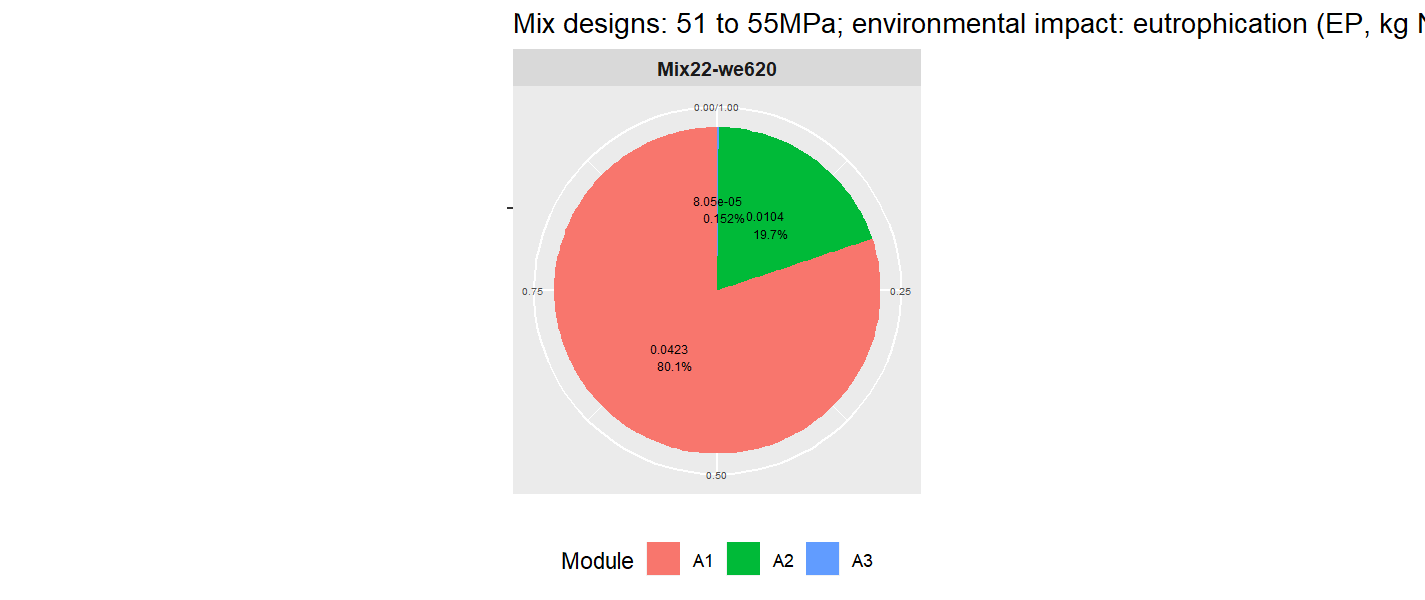 Mix designs: 51 to 55MPa; environmental impact: eutrophication (EP, kg N
Mix22-we620
0.00/1.00
8.05e-05
0.152%
0.0104
19.7%
0.75
0.25
0.0423
80.1%
0.50
Module A1 A2 A3